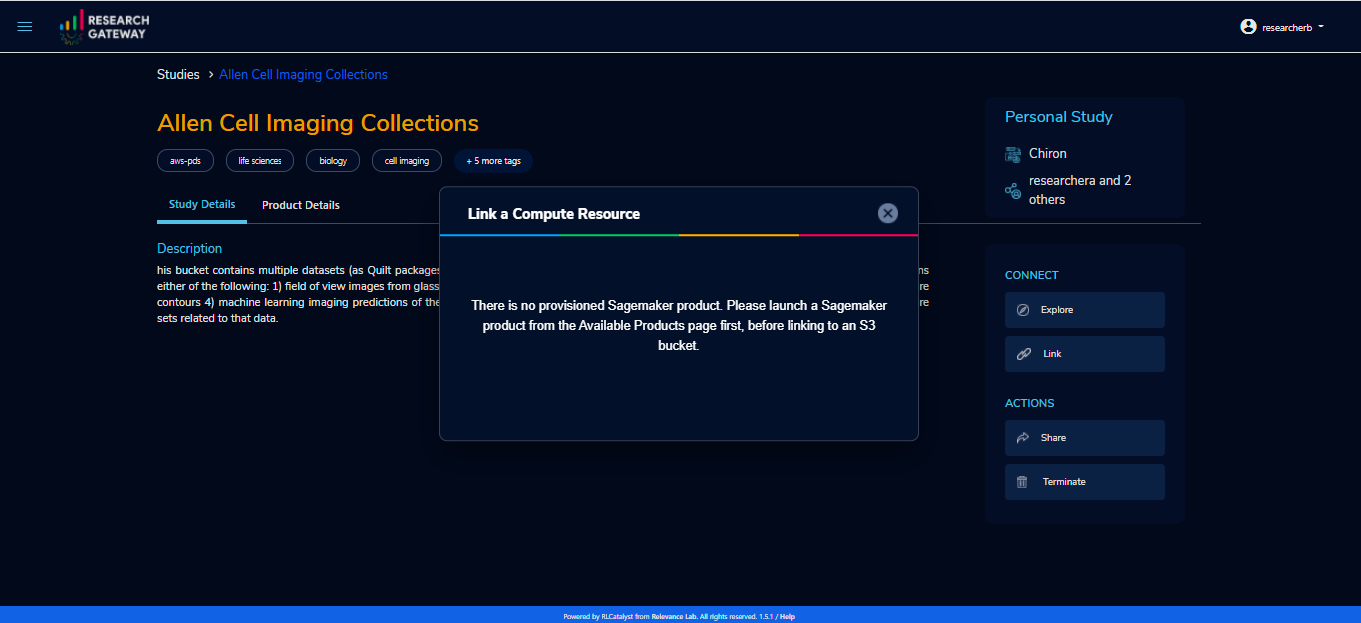 RESEARCH
GATEWAY
researcherb
Studies > Allen Cell Imaging Collections
Allen Cell Imaging Collections
aws-pds
life sciences
biology
cell imaging
+ 5 more tags
Personal Study
Chiron
researchera and 2
others
Study Details
Product Details
Description
his bucket contains multiple datasets (as Quilt packages
either of the following: 1) field of view images from glass
contours 4) machine learning imaging predictions of the
sets related to that data.
ns
re
re
Link a Compute Resource
There is no provisioned Sagemaker product. Please launch a Sagemaker
product from the Available Products page first, before linking to an S3
bucket.
CONNECT
Explore
Link
ACTIONS
Share
Terminate
Powered by RLCatalyst from Relevance Lab. All rights reserved. 1.5.1 / Help